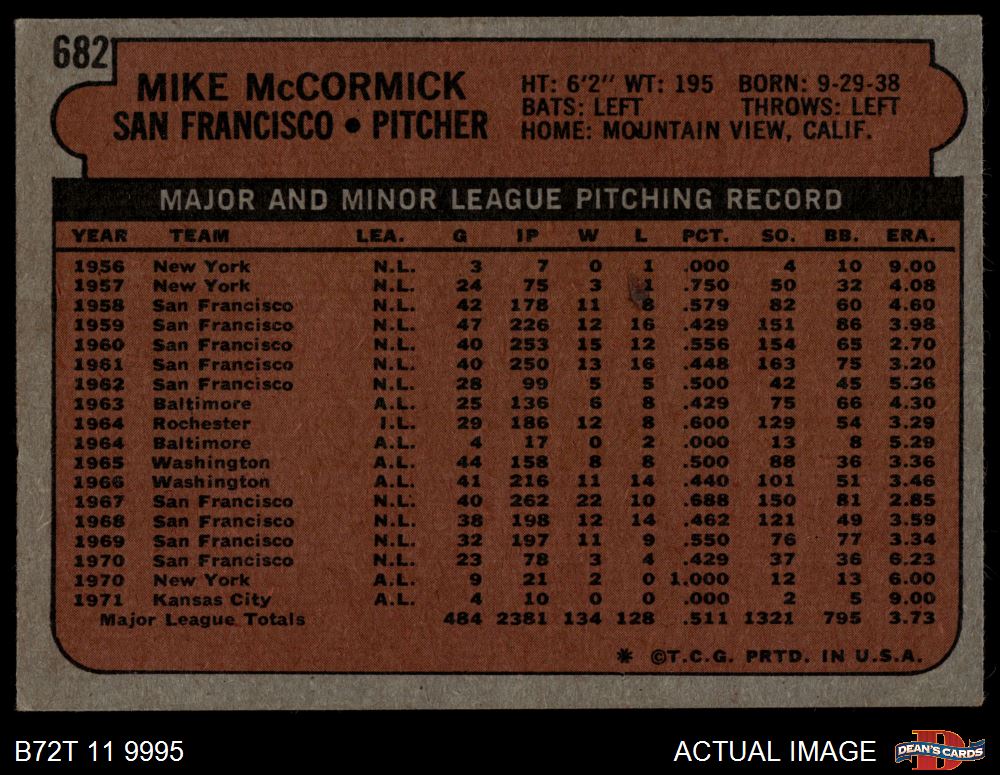 682
MIKE McCORMICK
SAN FRANCISCO • PITCHER
HT: 6'2" WT: 195 BORN: 9-29-38
BATS: LEFT THROWS: LEFT
HOME: MOUNTAIN VIEW, CALIF.
MAJOR AND MINOR LEAGUE PITCHING RECORD
YEAR TEAM LEA. G IP W L PCT. SO. BB. ERA.
1956 New York N.L. 3 7 0 1 .000 4 10 9.00
1957 New York N.L. 24 75 3 1 .750 50 32 4.08
1958 San Francisco N.L. 42 178 11 8 .579 82 60 4.60
1959 San Francisco N.L. 47 226 12 16 .429 151 86 3.98
1960 San Francisco N.L. 40 253 15 12 .556 154 65 2.70
1961 San Francisco N.L. 40 250 13 16 .448 163 75 3.20
1962 San Francisco N.L. 28 99 5 5 .500 42 45 5.36
1963 Baltimore A.L. 25 136 6 8 .429 75 66 4.30
1964 Rochester I.L. 29 186 12 8 .600 129 54 3.29
1964 Baltimore A.L. 4 17 0 2 .000 13 8 5.29
1965 Washington A.L. 44 158 8 8 .500 88 36 3.36
1966 Washington A.L. 41 216 11 14 .440 101 51 3.46
1967 San Francisco N.L. 40 262 22 10 .688 150 81 2.85
1968 San Francisco N.L. 38 198 12 14 .462 121 49 3.59
1969 San Francisco N.L. 32 197 11 9 .550 76 77 3.34
1970 San Francisco N.L. 23 78 3 4 .429 37 36 6.23
1970 New York A.L. 9 21 2 0 1.000 12 13 6.00
1971 Kansas City A.L. 4 10 0 0 .000 2 5 9.00
Major League Totals 484 2381 134 128 .511 1321 795 3.73
* ©T.C.G. PRTD. IN U.S.A.
B72T 11 9995
ACTUAL IMAGE
B
DEAN'S CARDS